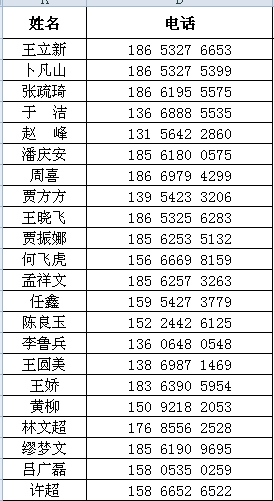 姓名 电话
王立新 186 5327 6653
卜凡山 186 5327 5399
张疏琦 186 6195 5575
于 洁 136 6888 5535
赵 峰 131 5642 2860
潘庆安 185 6180 0575
周喜 186 6979 4299
贾方方 139 5423 3206
王晓飞 186 5325 6283
贾振娜 185 6253 5132
何飞虎 156 6669 8159
孟祥文 185 6257 3263
任鑫 159 5427 3779
陈良玉 152 2442 6125
李鲁兵 136 0648 0548
王圆美 138 6987 1469
王娇 183 6390 5954
黄柳 150 9218 2053
林文超 176 8556 2528
缪梦文 185 6190 9695
吕广磊 158 0535 0259
许超 158 6652 6522